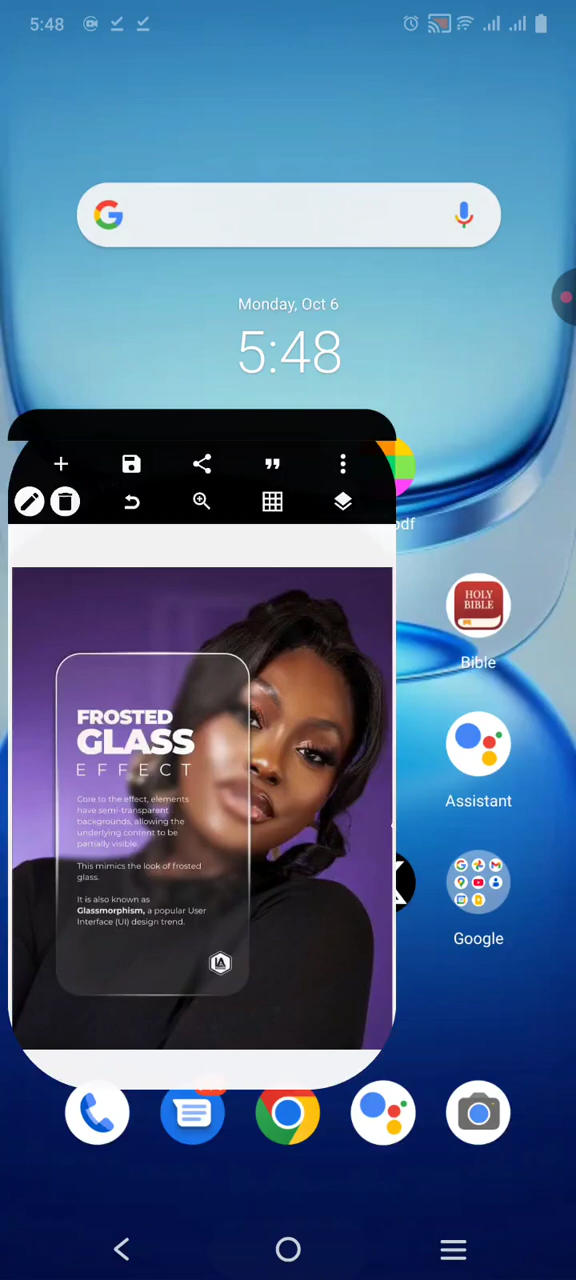 5:48
Monday, Oct 6
5:48
pdf
HOLY
BIBLE
Bible
FROSTED
GLASS
EFFECT
Core to the effect, elements
have semi-transparent
backgrounds, allowing the
underlying content to be
partially visible.
This mimics the look of frosted
glass.
It is also known as
Glassmorphism, a popular User
Interface (UI) design trend.
Assistant
Google